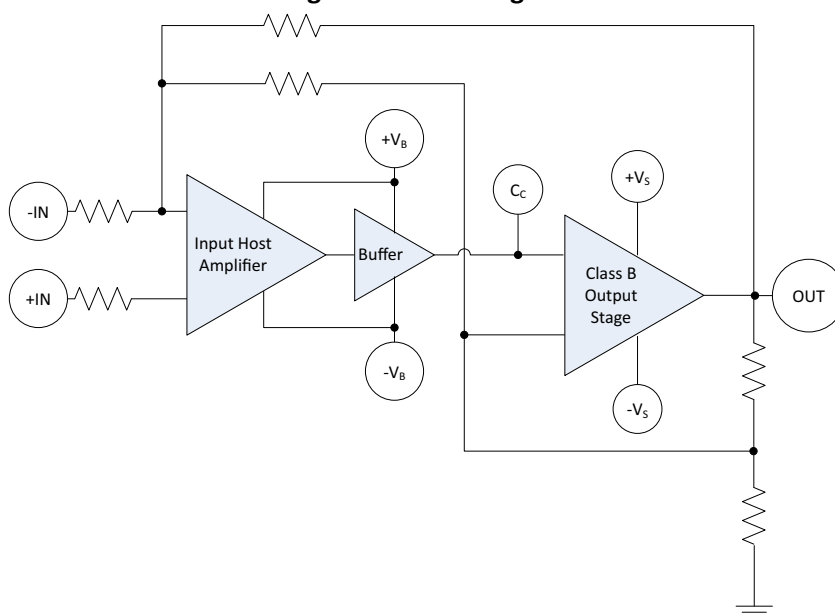 +V_B
C_C
+V_S
-IN
Input Host
Amplifier
Buffer
Class B
Output
Stage
+IN
OUT
-V_B
-V_S